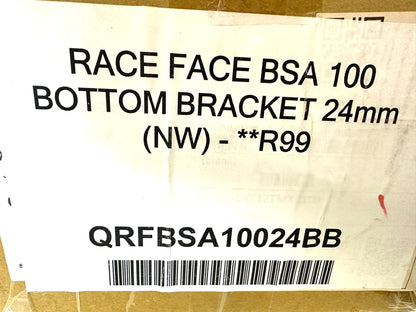 RACE FACE BSA 100
BOTTOM BRACKET 24mm
(NW) - **R99
QRFBSA10024BB